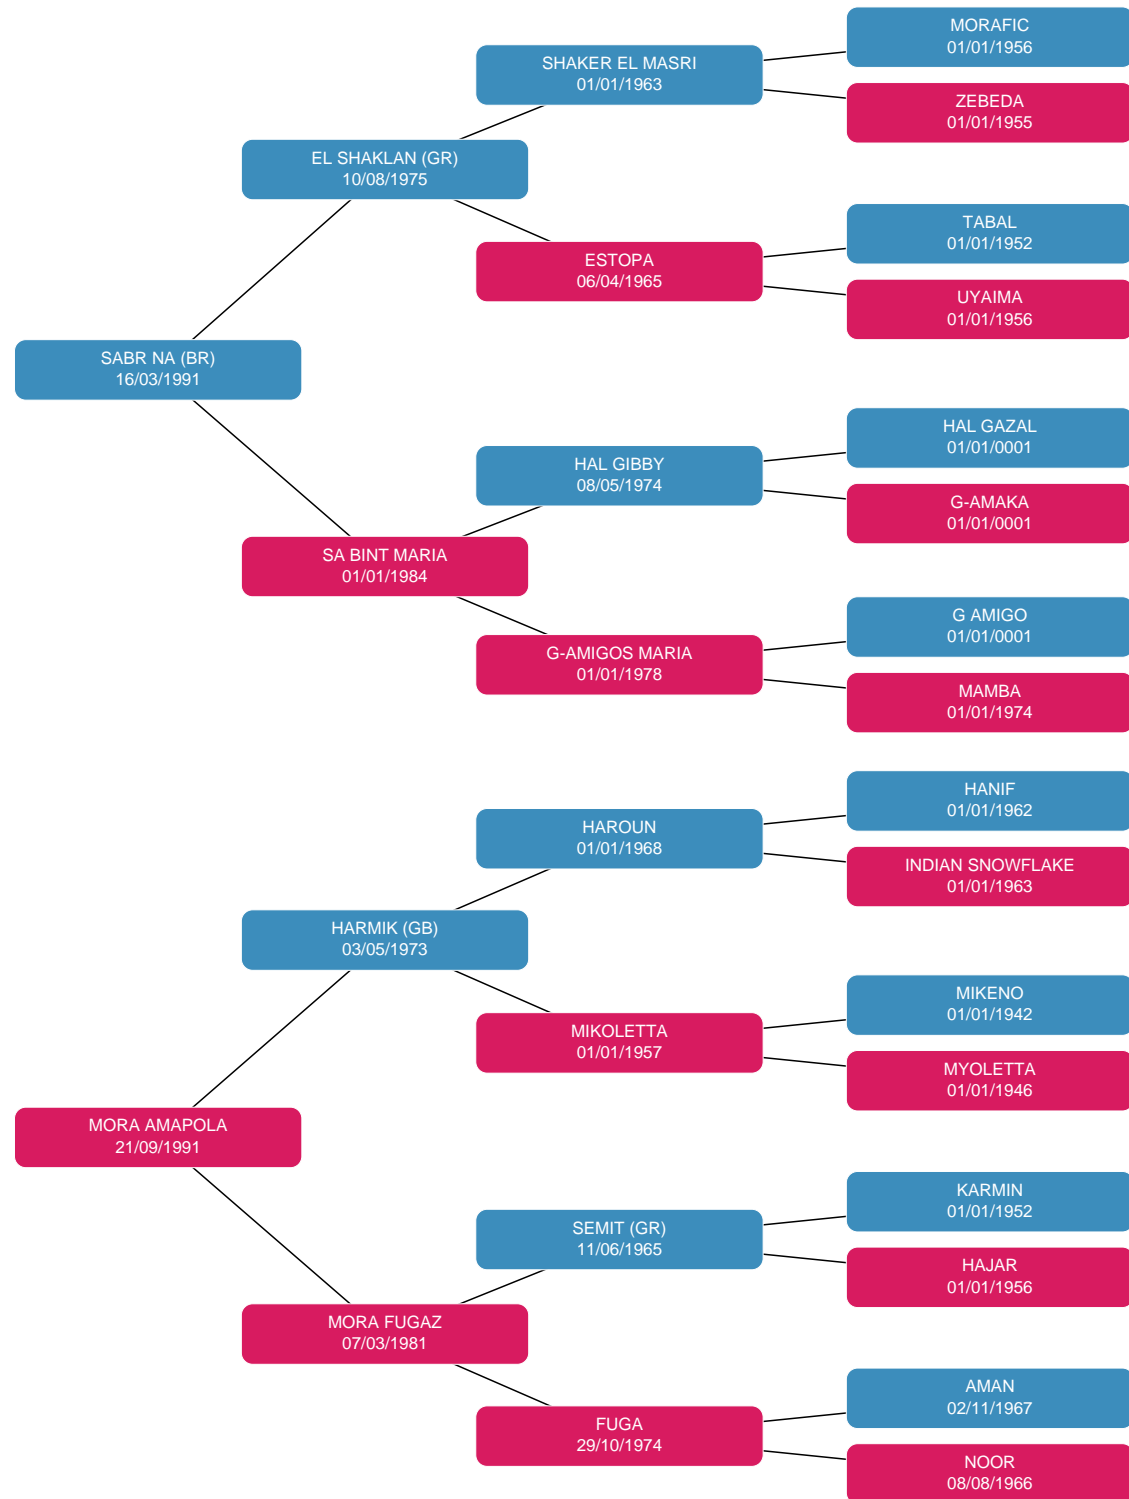 MORAFIC
01/01/1956
SHAKER EL MASRI
01/01/1963
ZEBEDA
01/01/1955
EL SHAKLAN (GR)
10/08/1975
TABAL
01/01/1952
ESTOPA
06/04/1965
UYAIMA
01/01/1956
SABR NA (BR)
16/03/1991
HAL GAZAL
01/01/0001
HAL GIBBY
08/05/1974
G-AMAKA
01/01/0001
SA BINT MARIA
01/01/1984
G AMIGO
01/01/0001
G-AMIGOS MARIA
01/01/1978
MAMBA
01/01/1974
HANIF
01/01/1962
HAROUN
01/01/1968
INDIAN SNOWFLAKE
01/01/1963
HARMIK (GB)
03/05/1973
MIKENO
01/01/1942
MIKOLETTA
01/01/1957
MYOLETTA
01/01/1946
MORA AMAPOLA
21/09/1991
KARMIN
01/01/1952
SEMIT (GR)
11/06/1965
HAJAR
01/01/1956
MORA FUGAZ
07/03/1981
AMAN
02/11/1967
FUGA
29/10/1974
NOOR
08/08/1966